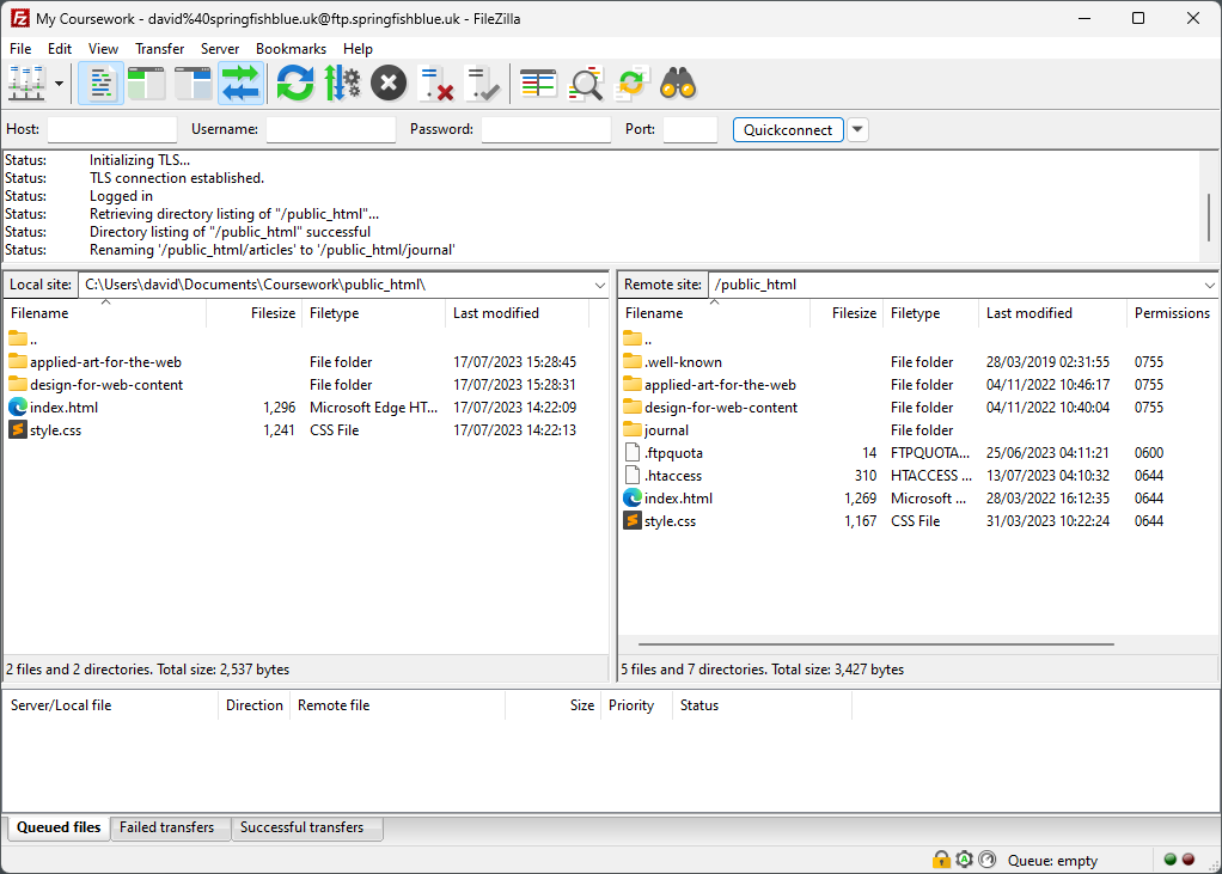 My Coursework - david%40springfishblue.uk@ftp.springfishblue.uk - FileZilla
File Edit View Transfer Server Bookmarks Help
Host: Username: Password: Port: Quickconnect
Status: Initializing TLS...
Status: TLS connection established.
Status: Logged in
Status: Retrieving directory listing of "/public_html"...
Status: Directory listing of "/public_html" successful
Status: Renaming '/public_html/articles' to '/public_html/journal'
Local site: C:\Users\david\Documents\Coursework\public_html\
Filename Filesize Filetype Last modified
..
applied-art-for-the-web File folder 17/07/2023 15:28:45
design-for-web-content File folder 17/07/2023 15:28:31
index.html 1,296 Microsoft Edge HT... 17/07/2023 14:22:09
style.css 1,241 CSS File 17/07/2023 14:22:13
2 files and 2 directories. Total size: 2,537 bytes
Remote site: /public_html
Filename Filesize Filetype Last modified Permissions
..
.well-known File folder 28/03/2019 02:31:55 0755
applied-art-for-the-web File folder 04/11/2022 10:46:17 0755
design-for-web-content File folder 04/11/2022 10:40:04 0755
journal File folder
.ftpquota 14 FTPQUOTA... 25/06/2023 04:11:21 0600
.htaccess 310 HTACCESS ... 13/07/2023 04:10:32 0644
index.html 1,269 Microsoft ... 28/03/2022 16:12:35 0644
style.css 1,167 CSS File 31/03/2023 10:22:24 0644
5 files and 7 directories. Total size: 3,427 bytes
Server/Local file Direction Remote file Size Priority Status
Queued files Failed transfers Successful transfers
Queue: empty